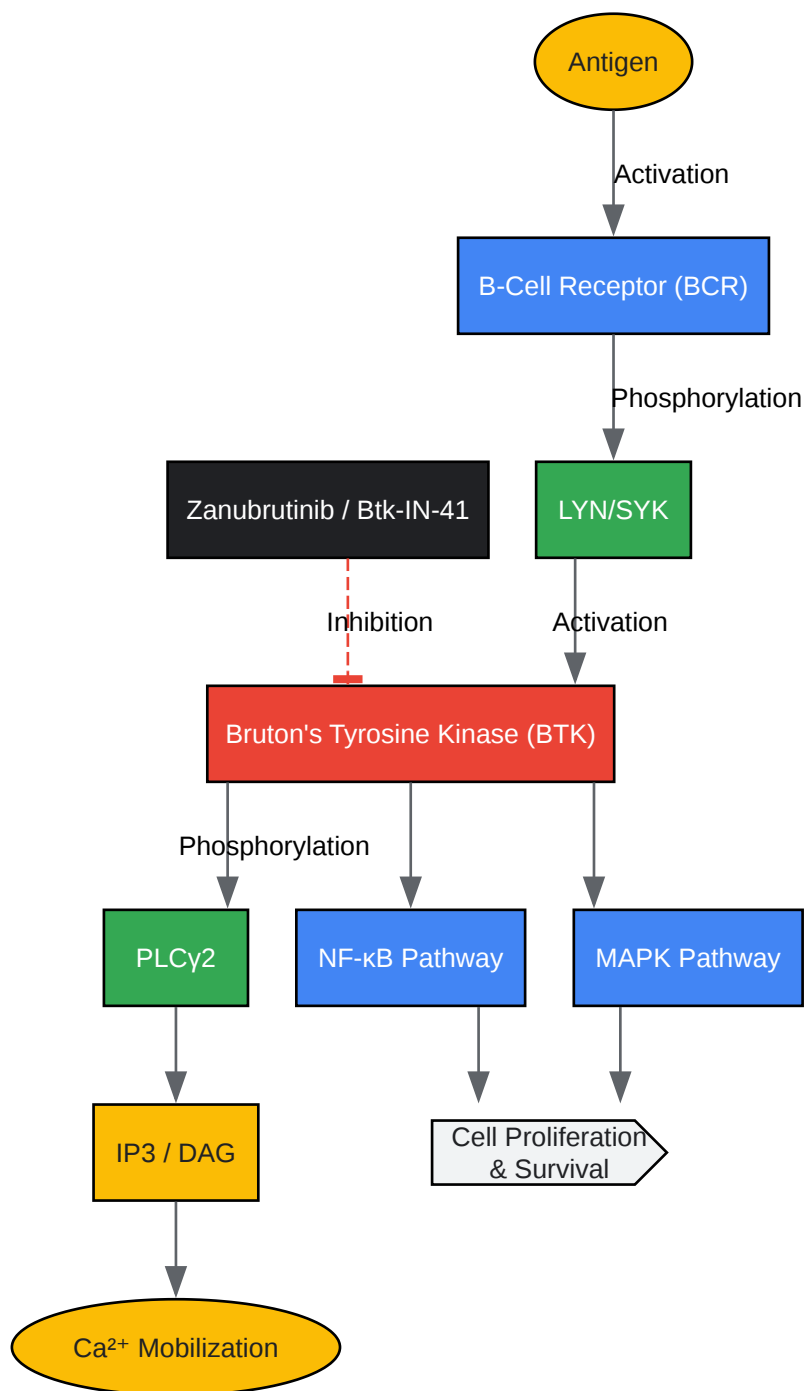 Antigen
Activation
B-Cell Receptor (BCR)
Phosphorylation
Zanubrutinib / Btk-IN-41
LYN/SYK
Inhibition
Activation
Bruton's Tyrosine Kinase (BTK)
Phosphorylation
PLCγ2
NF-κB Pathway
MAPK Pathway
IP3 / DAG
Cell Proliferation
& Survival
Ca²⁺ Mobilization